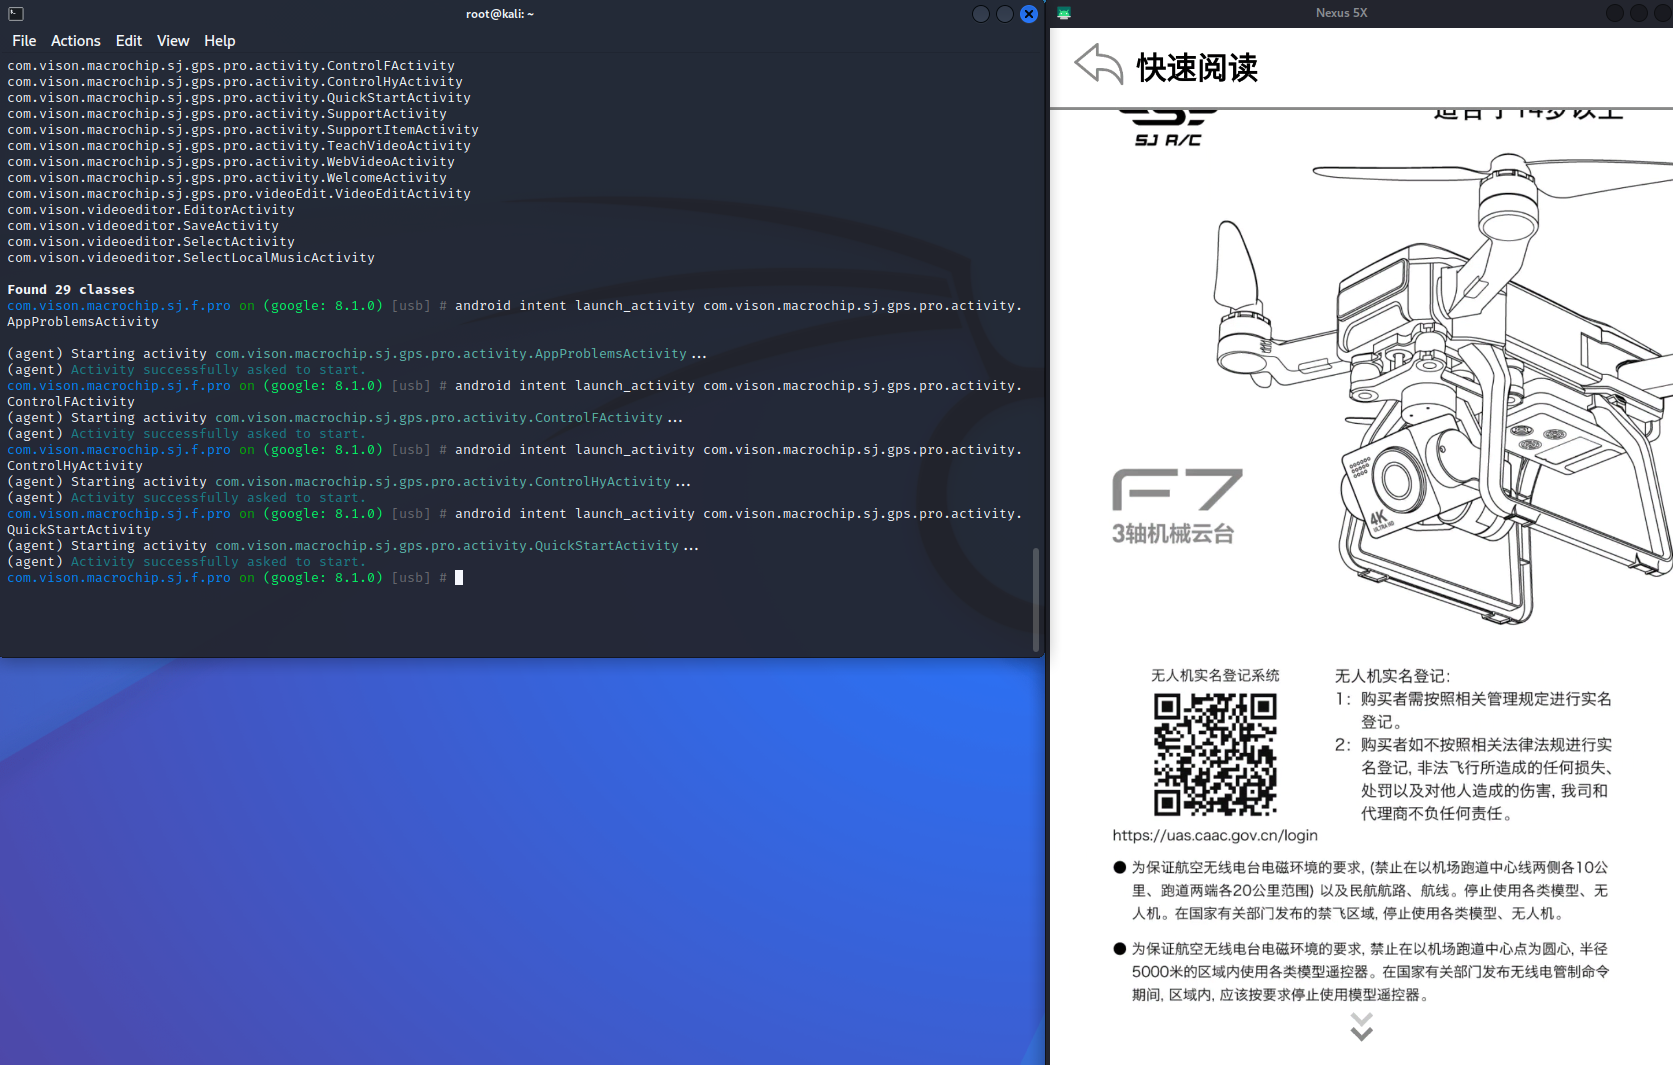 root@kali: ~
File Actions Edit View Help
com.vison.macrochip.sj.gps.pro.activity.ControlFActivity
com.vison.macrochip.sj.gps.pro.activity.ControlHyActivity
com.vison.macrochip.sj.gps.pro.activity.QuickStartActivity
com.vison.macrochip.sj.gps.pro.activity.SupportActivity
com.vison.macrochip.sj.gps.pro.activity.SupportItemActivity
com.vison.macrochip.sj.gps.pro.activity.TeachVideoActivity
com.vison.macrochip.sj.gps.pro.activity.WebVideoActivity
com.vison.macrochip.sj.gps.pro.activity.WelcomeActivity
com.vison.macrochip.sj.gps.pro.videoEdit.VideoEditActivity
com.vison.videoeditor.EditorActivity
com.vison.videoeditor.SaveActivity
com.vison.videoeditor.SelectActivity
com.vison.videoeditor.SelectLocalMusicActivity
Found 29 classes
com.vison.macrochip.sj.f.pro on (google: 8.1.0) [usb] # android intent launch_activity com.vison.macrochip.sj.gps.pro.activity.
AppProblemsActivity
(agent) Starting activity com.vison.macrochip.sj.gps.pro.activity.AppProblemsActivity...
(agent) Activity successfully asked to start.
com.vison.macrochip.sj.f.pro on (google: 8.1.0) [usb] # android intent launch_activity com.vison.macrochip.sj.gps.pro.activity.
ControlFActivity
(agent) Starting activity com.vison.macrochip.sj.gps.pro.activity.ControlFActivity...
(agent) Activity successfully asked to start.
com.vison.macrochip.sj.f.pro on (google: 8.1.0) [usb] # android intent launch_activity com.vison.macrochip.sj.gps.pro.activity.
ControlHyActivity
(agent) Starting activity com.vison.macrochip.sj.gps.pro.activity.ControlHyActivity...
(agent) Activity successfully asked to start.
com.vison.macrochip.sj.f.pro on (google: 8.1.0) [usb] # android intent launch_activity com.vison.macrochip.sj.gps.pro.activity.
QuickStartActivity
(agent) Starting activity com.vison.macrochip.sj.gps.pro.activity.QuickStartActivity...
(agent) Activity successfully asked to start.
com.vison.macrochip.sj.f.pro on (google: 8.1.0) [usb] #
Nexus 5X
快速阅读
适合于14岁以上
SJ R/C
4K
ULTRA HD
F7
3轴机械云台
无人机实名登记系统
https://uas.caac.gov.cn/login
无人机实名登记：
1：购买者需按照相关管理规定进行实名
登记。
2：购买者如不按照相关法律法规进行实
名登记, 非法飞行所造成的任何损失、
处罚以及对他人造成的伤害, 我司和
代理商不负任何责任。
● 为保证航空无线电台电磁环境的要求, (禁止在以机场跑道中心线两侧各10公
里、跑道两端各20公里范围) 以及民航航路、航线。停止使用各类模型、无
人机。在国家有关部门发布的禁飞区域, 停止使用各类模型、无人机。
● 为保证航空无线电台电磁环境的要求, 禁止在以机场跑道中心点为圆心, 半径
5000米的区域内使用各类模型遥控器。在国家有关部门发布无线电管制命令
期间, 区域内, 应该按要求停止使用模型遥控器。